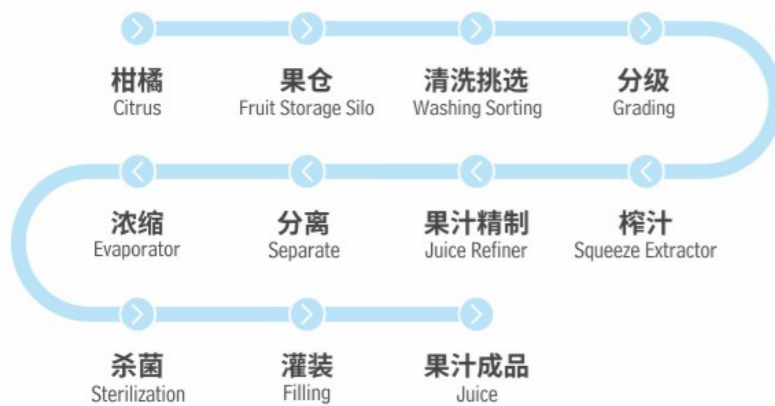 柑橘
Citrus
果仓
Fruit Storage Silo
清洗挑选
Washing Sorting
分级
Grading
榨汁
Squeeze Extractor
果汁精制
Juice Refiner
分离
Separate
浓缩
Evaporator
杀菌
Sterilization
灌装
Filling
果汁成品
Juice